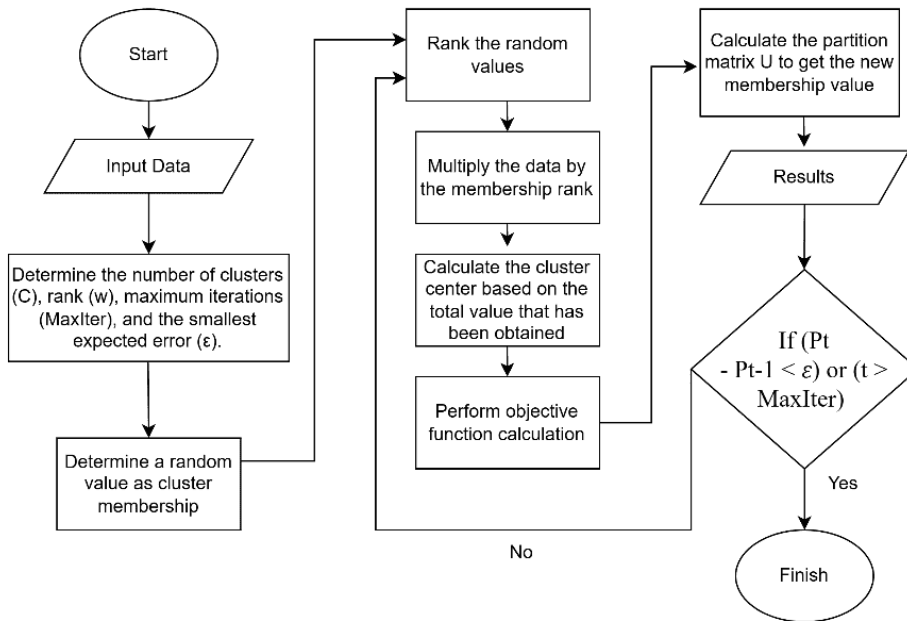 Start
Input Data
Determine the number of clusters
(C), rank (w), maximum iterations
(MaxIter), and the smallest
expected error (ε).
Determine a random
value as cluster
membership
Rank the random
values
Multiply the data by
the membership rank
Calculate the cluster
center based on the
total value that has
been obtained
Perform objective
function calculation
Calculate the partition
matrix U to get the new
membership value
Results
If (Pt
- Pt-1 < ε) or (t >
MaxIter)
Yes
No
Finish